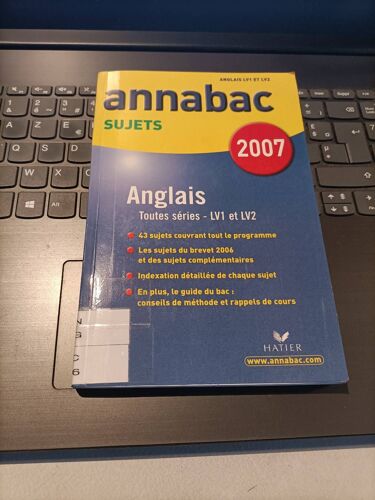 ANGLAIS LV1 ET LV2
annabac
SUJETS
2007
Anglais
Toutes séries - LV1 et LV2
43 sujets couvrant tout le programme
Les sujets du brevet 2006
et des sujets complémentaires
Indexation détaillée de chaque sujet
En plus, le guide du bac :
conseils de méthode et rappels de cours
HATIER
www.annabac.com
N
G
C
6